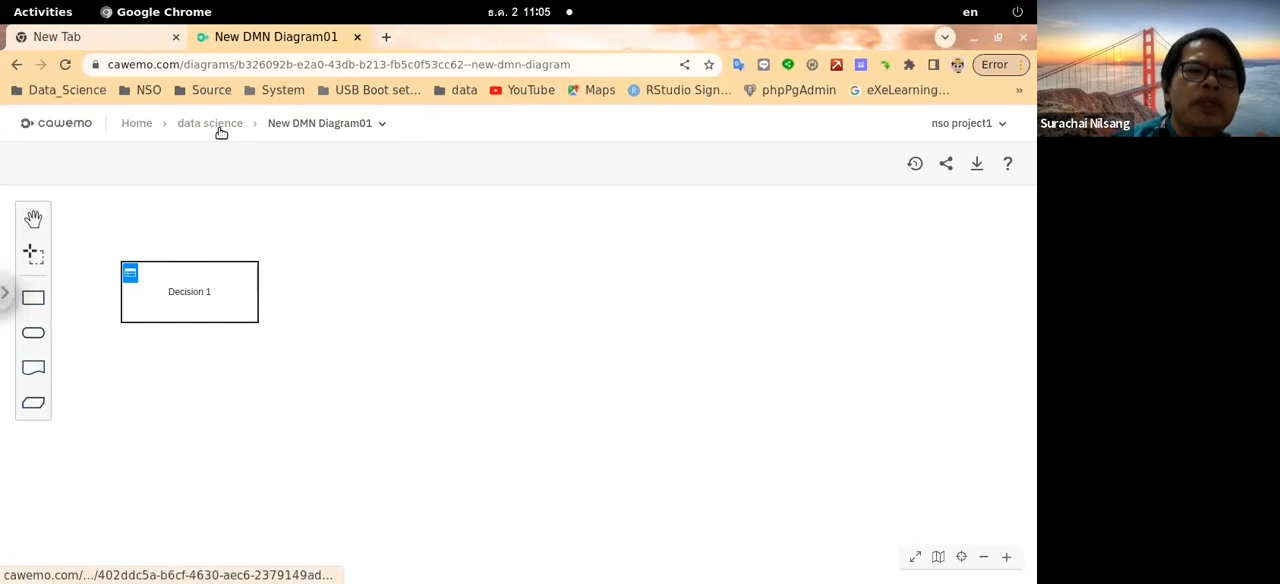 Activities
Google Chrome
ธ.ค. 2 11:05
en
New Tab
New DMN Diagram01
cawemo.com/diagrams/b326092b-e2a0-43db-b213-fb5c0f53cc62--new-dmn-diagram
Error
Data_Science
NSO
Source
System
USB Boot set...
data
YouTube
Maps
RStudio Sign...
phpPgAdmin
eXeLearning...
»
cawemo
Home > data science > New DMN Diagram01
nso project1
Surachai Nilsang
Decision 1
cawemo.com/.../402ddc5a-b6cf-4630-aec6-2379149ad...